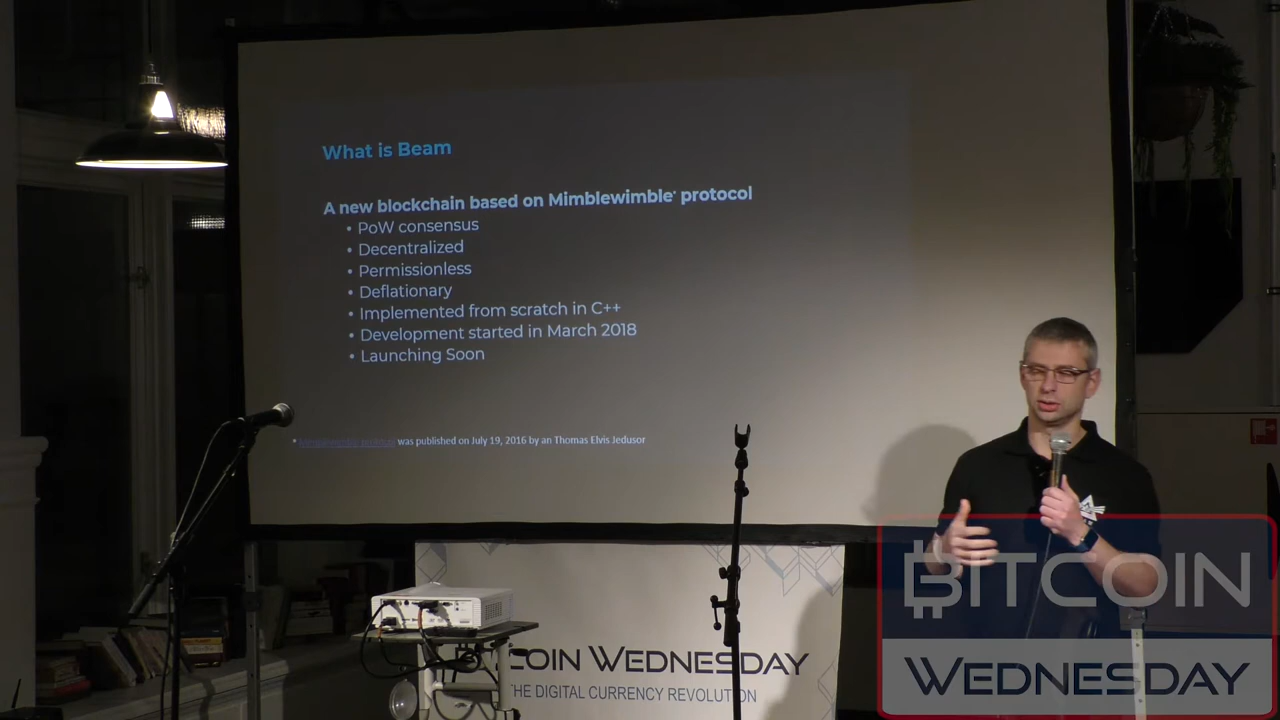 What is Beam
A new blockchain based on Mimblewimble* protocol
• PoW consensus
• Decentralized
• Permissionless
• Deflationary
• Implemented from scratch in C++
• Development started in March 2018
• Launching Soon
* was published on July 19, 2016 by an Thomas Elvis Jedusor
COIN WEDNESDAY
THE DIGITAL CURRENCY REVOLUTION
BITCOIN
WEDNESDAY